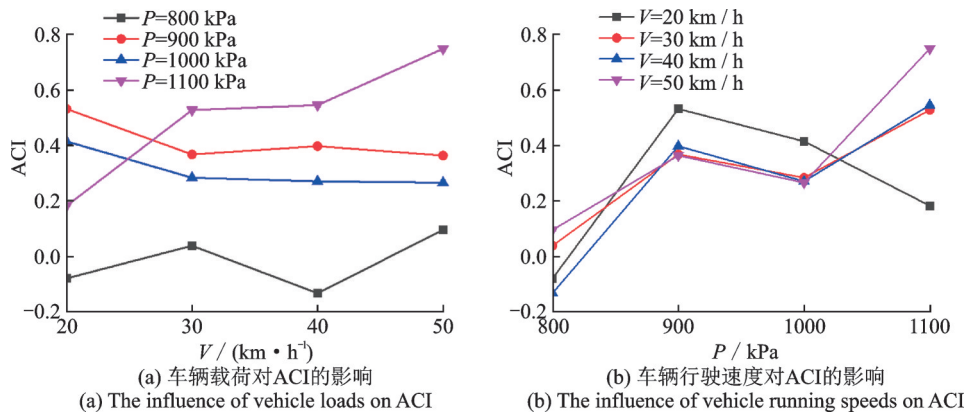 P=800 kPa
P=900 kPa
P=1000 kPa
P=1100 kPa
ACI
0.8
0.6
0.4
0.2
0.0
−0.2
20
30
40
50
V / (km · h⁻¹)
(a) 车辆载荷对ACI的影响
(a) The influence of vehicle loads on ACI
V=20 km / h
V=30 km / h
V=40 km / h
V=50 km / h
ACI
0.8
0.6
0.4
0.2
0.0
−0.2
800
900
1000
1100
P / kPa
(b) 车辆行驶速度对ACI的影响
(b) The influence of vehicle running speeds on ACI